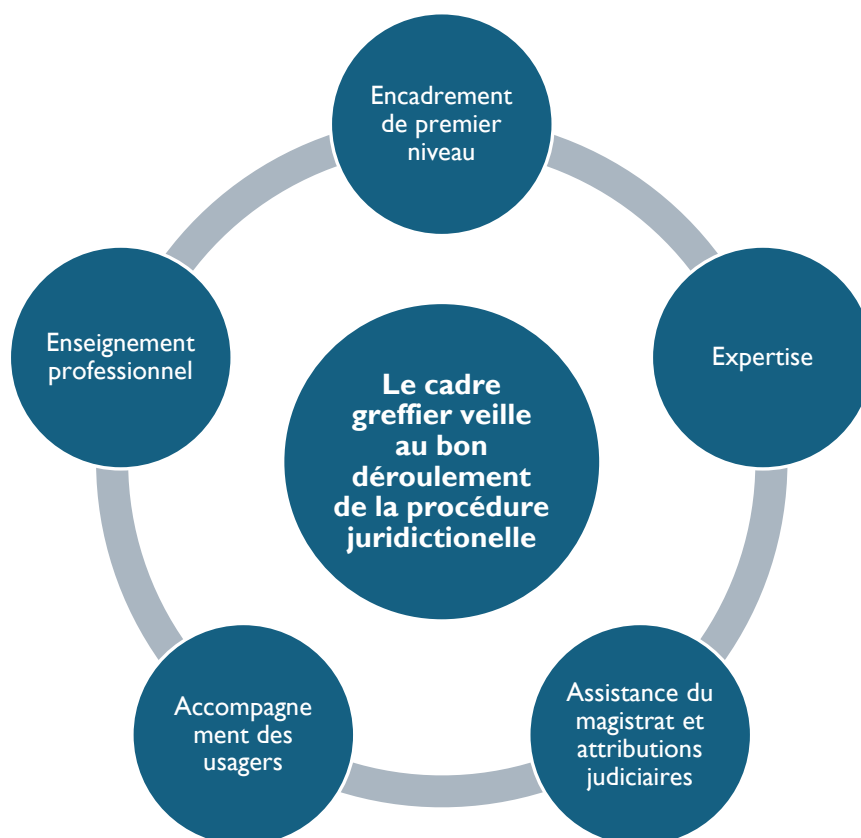 Encadrement
de premier
niveau
Enseignement
professionnel
Expertise
Le cadre
greffier veille
au bon
déroulement
de la procédure
juridictionelle
Accompagne
ment des
usagers
Assistance du
magistrat et
attributions
judiciaires